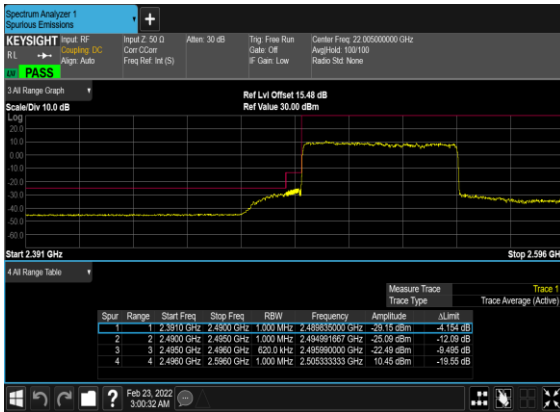 Spectrum Analyzer 1
Spurious Emissions
+
KEYSIGHT Input: RF Input Z: 50 Ω Atten: 30 dB Trig: Free Run Center Freq: 22.005000000 GHz
RL Coupling: DC Corr CCorr Gate: Off Avg|Hold: 100/100
Align: Auto Freq Ref: Int (S) IF Gain: Low Radio Std: None
PASS
3 All Range Graph
Ref Lvl Offset 15.48 dB
Scale/Div 10.0 dB Ref Value 30.00 dBm
Log
20.0
10.0
0.00
-10.0
-20.0
-30.0
-40.0
-50.0
-60.0
Start 2.391 GHz Stop 2.596 GH
4 All Range Table
Measure Trace Trace 1
Trace Type Trace Average (Active)
Spur Range Start Freq Stop Freq RBW Frequency Amplitude ΔLimit
1 1 2.3910 GHz 2.4900 GHz 1.000 MHz 2.489835000 GHz -29.15 dBm -4.154 dB
2 2 2.4900 GHz 2.4950 GHz 1.000 MHz 2.494991667 GHz -25.09 dBm -12.09 dB
3 3 2.4950 GHz 2.4960 GHz 620.0 kHz 2.495990000 GHz -22.49 dBm -9.495 dB
4 4 2.4960 GHz 2.5960 GHz 1.000 MHz 2.505333333 GHz 10.45 dBm -19.55 dB
? Feb 23, 2022
3:00:32 AM